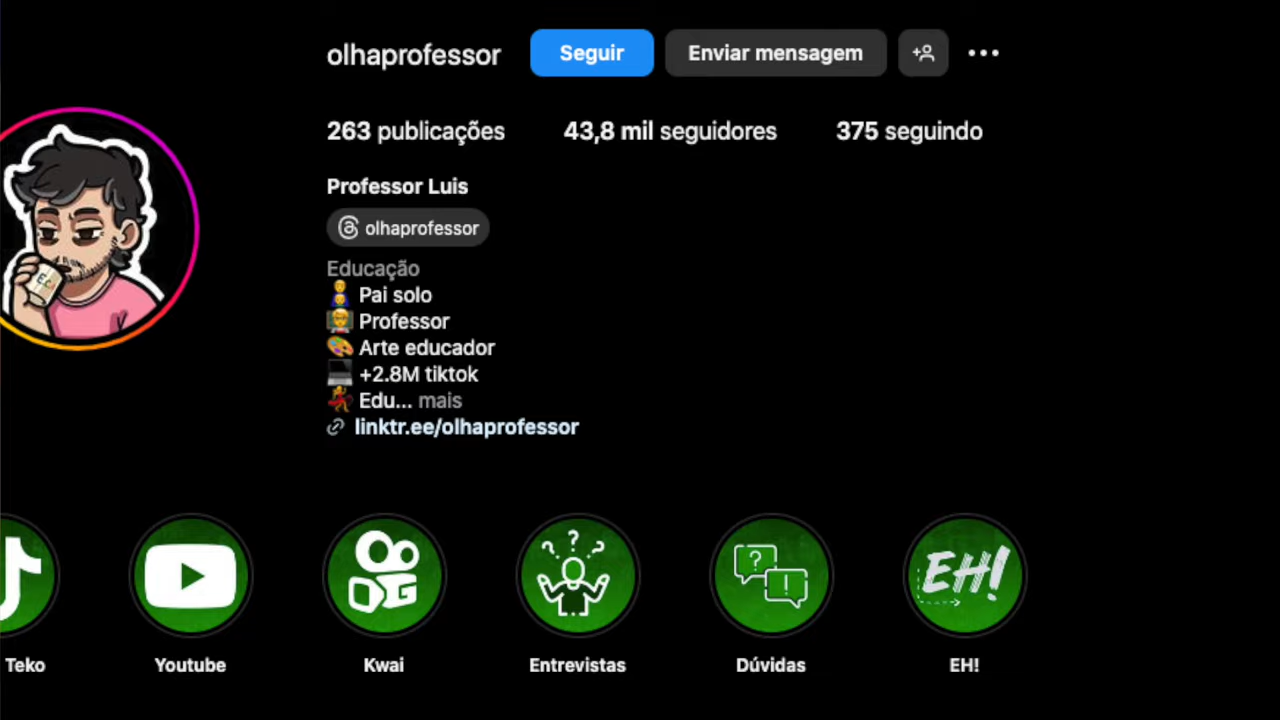 olhaprofessor Seguir Enviar mensagem
263 publicações 43,8 mil seguidores 375 seguindo
Professor Luis
olhaprofessor
Educação
Pai solo
Professor
Arte educador
+2.8M tiktok
Edu... mais
linktr.ee/olhaprofessor
EH!
Teko Youtube Kwai Entrevistas Dúvidas EH!